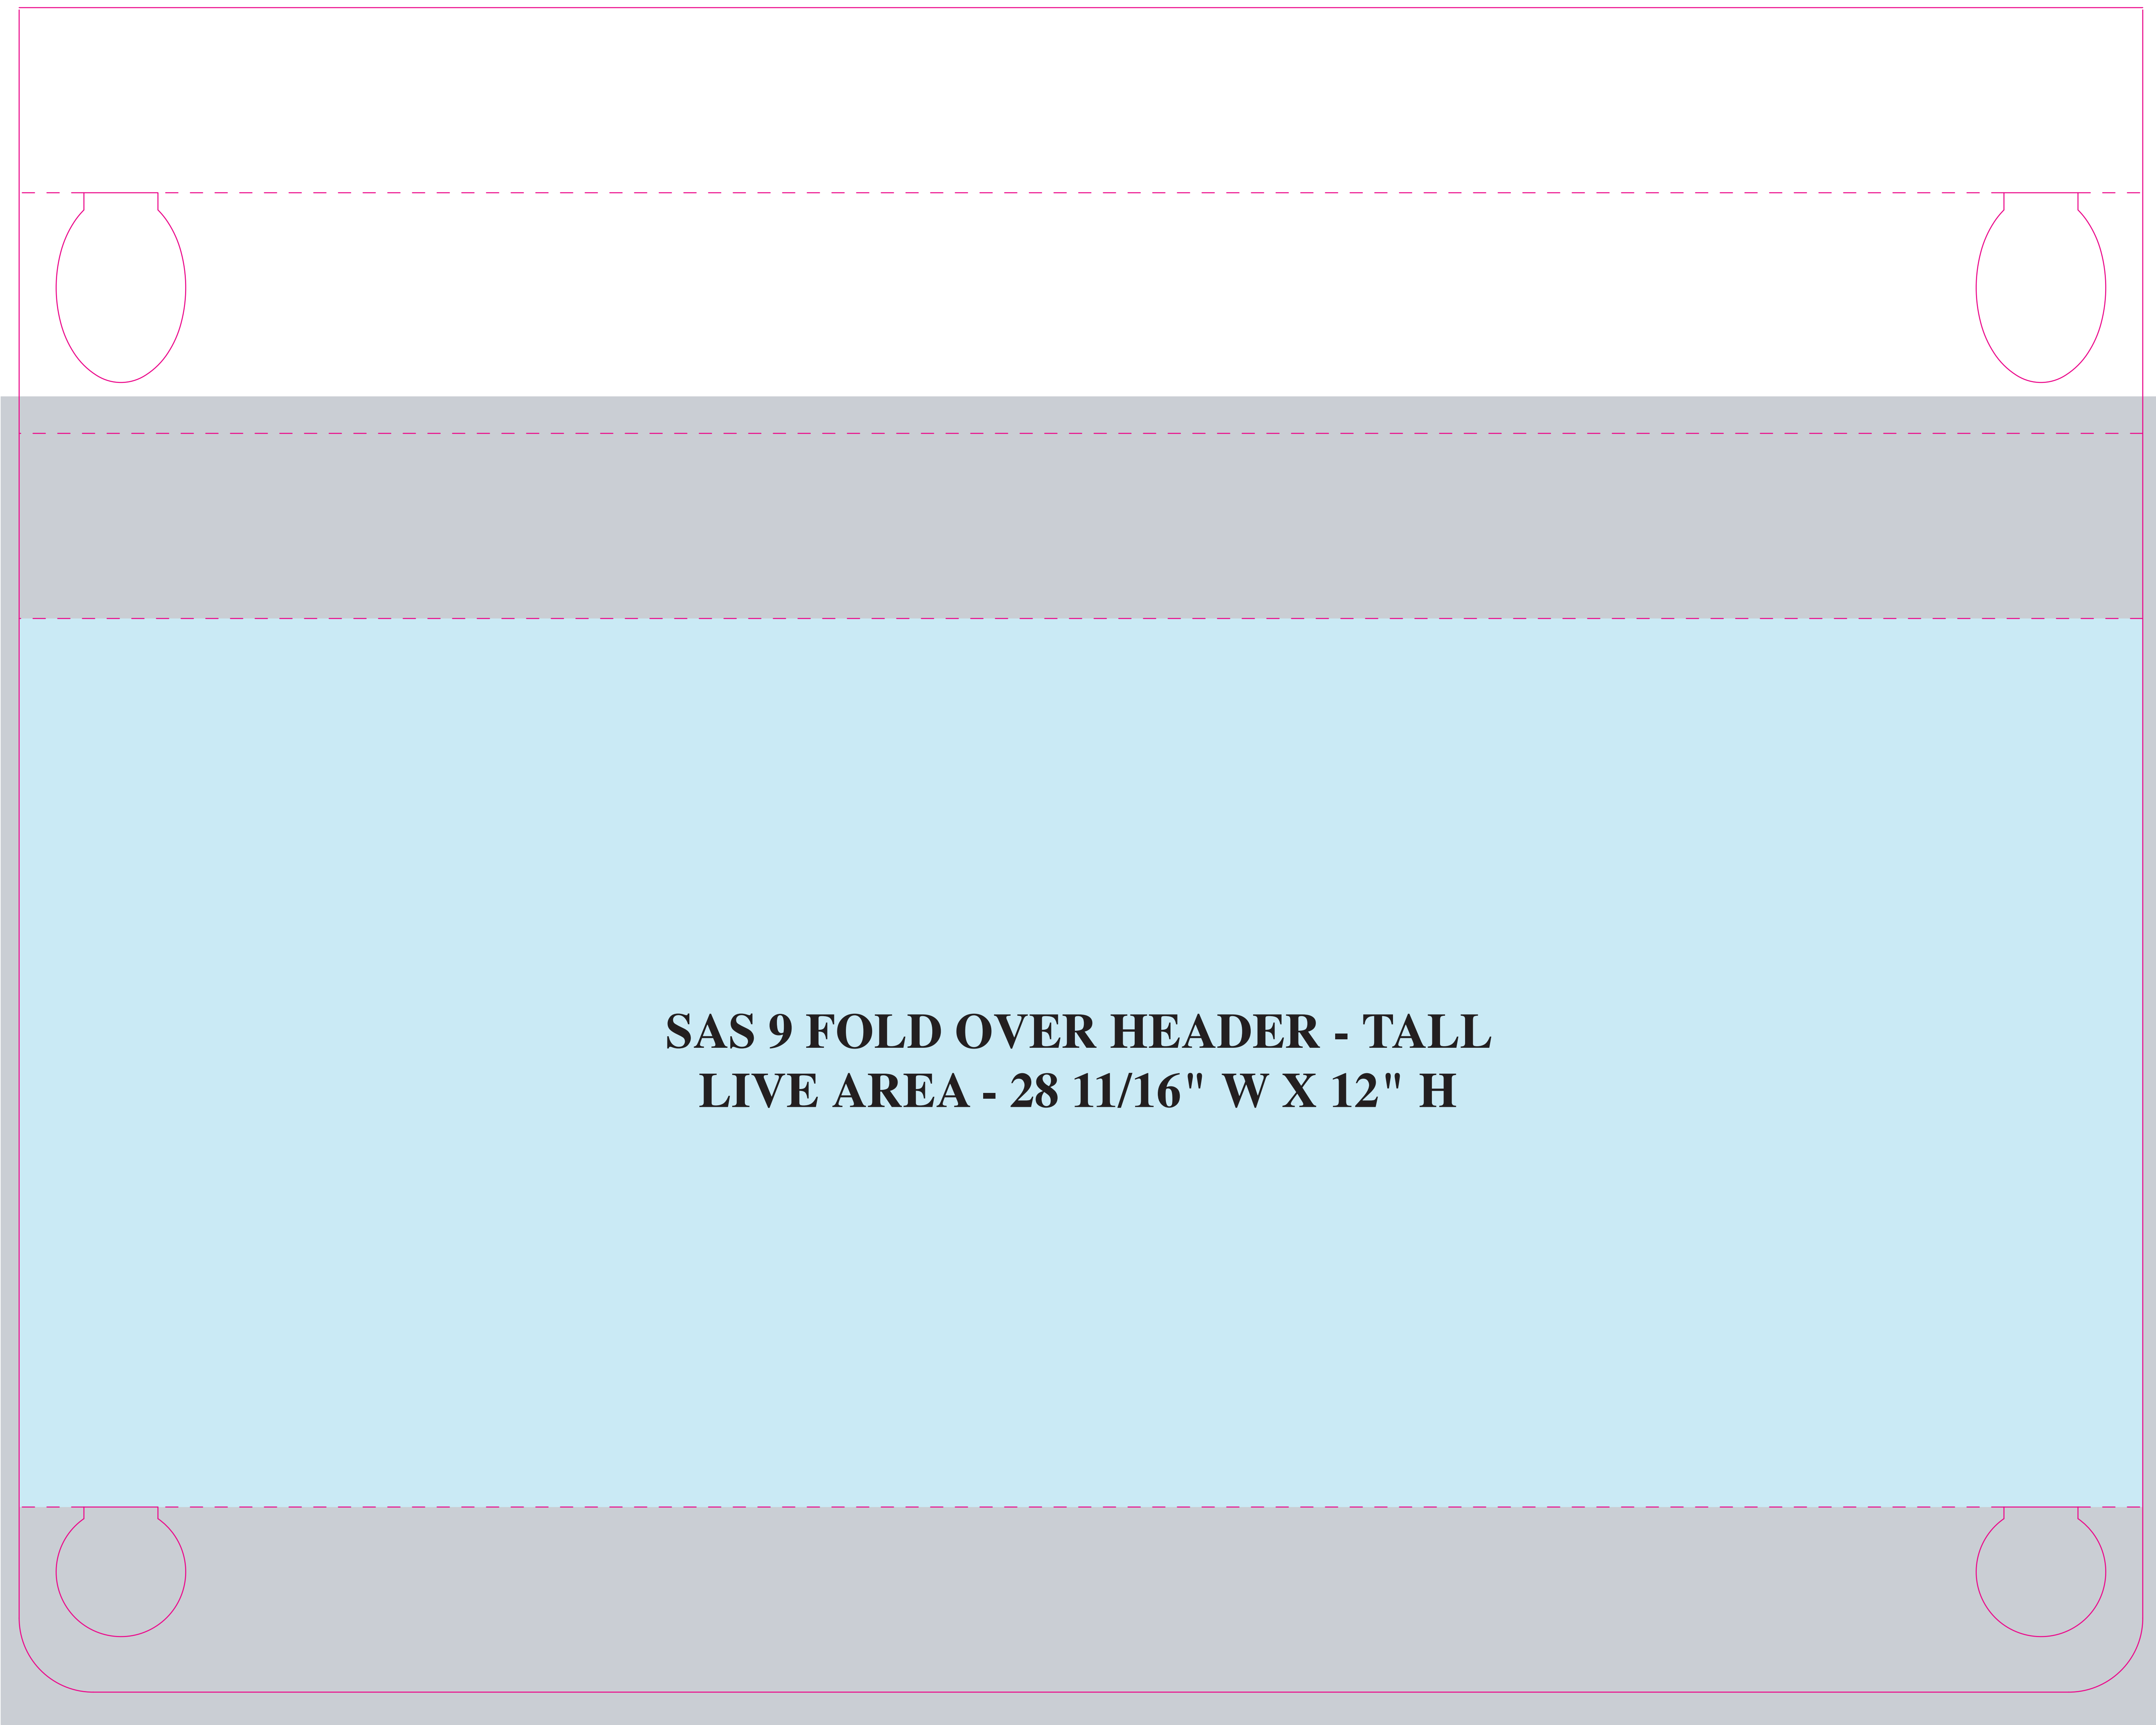 SAS 9 FOLD OVER HEADER - TALL
LIVE AREA - 28 11/16" W X 12" H